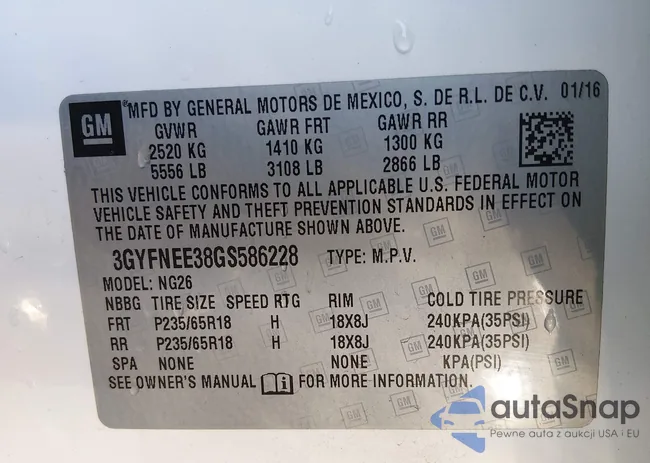 GM
®MFD BY GENERAL MOTORS DE MEXICO, S. DE R.L. DE C.V. 01/16
GVWR GAWR FRT GAWR RR
2520 KG 1410 KG 1300 KG
5556 LB 3108 LB 2866 LB
THIS VEHICLE CONFORMS TO ALL APPLICABLE U.S. FEDERAL MOTOR
VEHICLE SAFETY AND THEFT PREVENTION STANDARDS IN EFFECT ON
THE DATE OF MANUFACTURE SHOWN ABOVE.
3GYFNEE38GS586228 TYPE: M.P.V.
MODEL: NG26
NBBG TIRE SIZE SPEED RTG RIM COLD TIRE PRESSURE
FRT P235/65R18 H 18X8J 240KPA(35PSI)
RR P235/65R18 H 18X8J 240KPA(35PSI)
SPA NONE NONE KPA(PSI)
SEE OWNER'S MANUAL FOR MORE INFORMATION.
autaSnap
Pewne auta z aukcji USA i EU